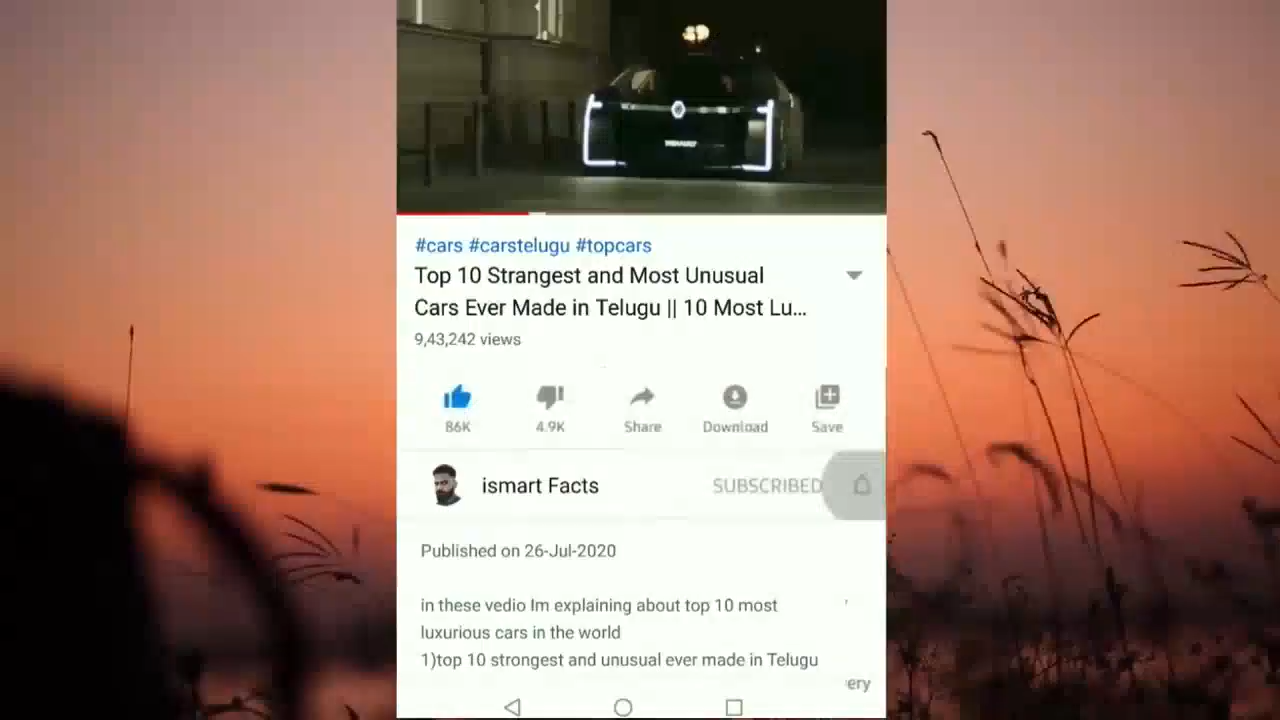 RENAULT
#cars #carstelugu #topcars
Top 10 Strangest and Most Unusual
Cars Ever Made in Telugu || 10 Most Lu...
9,43,242 views
86K
4.9K
Share
Download
Save
ismart Facts
SUBSCRIBED
Published on 26-Jul-2020
in these vedio Im explaining about top 10 most
luxurious cars in the world
1)top 10 strongest and unusual ever made in Telugu
ery